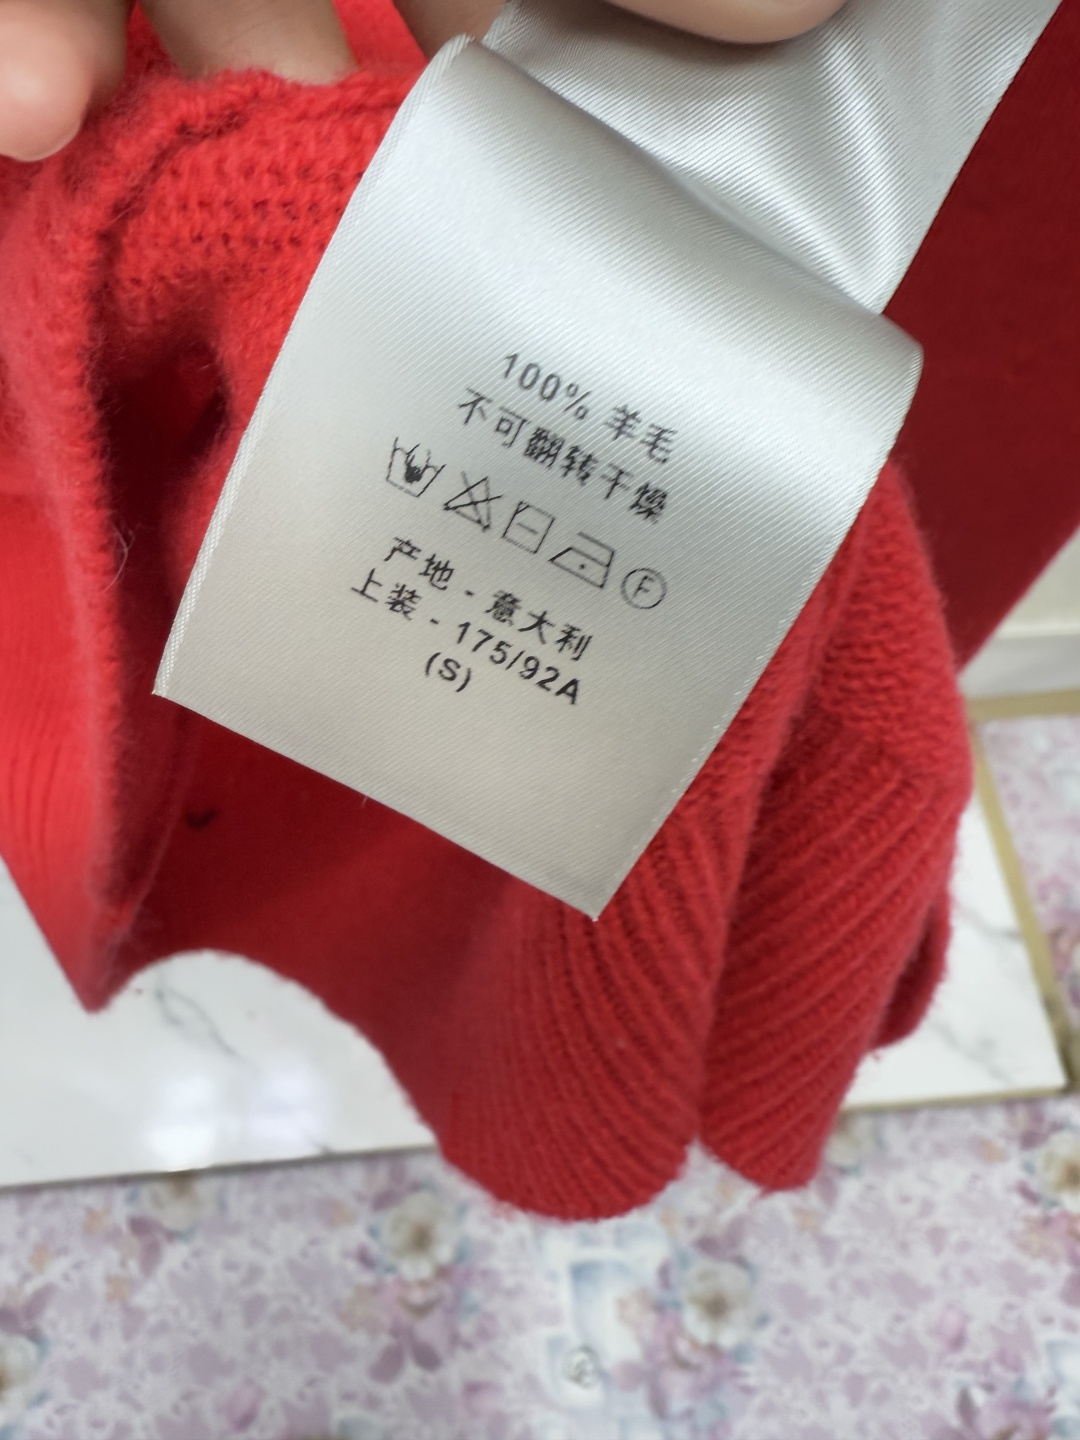 100% 羊毛
不可翻转干燥
F
产地 - 意大利
上装 - 175/92A
(S)